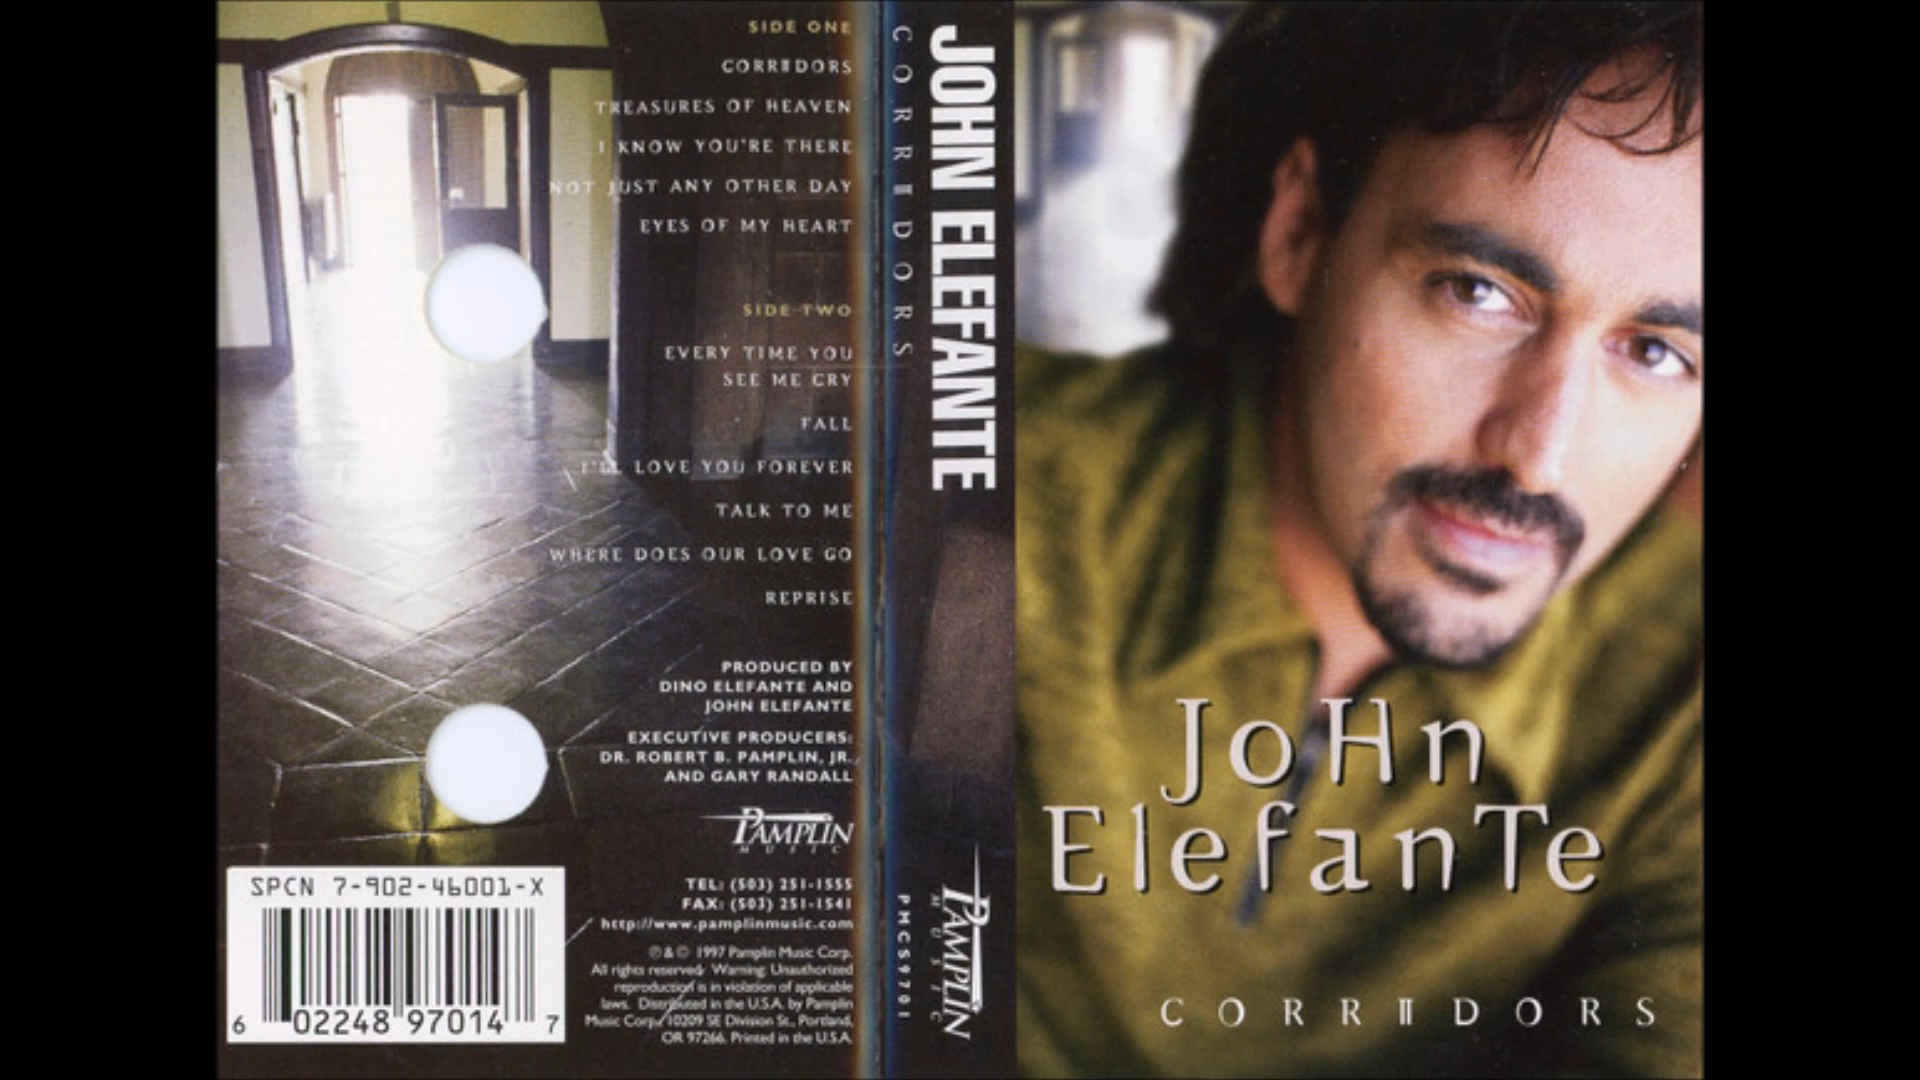 SIDE ONE
CORRIDORS
TREASURES OF HEAVEN
I KNOW YOU'RE THERE
NOT JUST ANY OTHER DAY
EYES OF MY HEART
SIDE TWO
EVERY TIME YOU
SEE ME CRY
FALL
I'LL LOVE YOU FOREVER
TALK TO ME
WHERE DOES OUR LOVE GO
REPRISE
PRODUCED BY
DINO ELEFANTE AND
JOHN ELEFANTE
EXECUTIVE PRODUCERS:
DR. ROBERT B. PAMPLIN, JR.
AND GARY RANDALL
PAMPLIN
MUSIC
TEL: (503) 251-1555
FAX: (503) 251-1541
http://www.pamplinmusic.com
℗ & © 1997 Pamplin Music Corp.
All rights reserved. Warning: Unauthorized
reproduction is in violation of applicable
laws. Distributed in the U.S.A. by Pamplin
Music Corp./10209 SE Division St., Portland,
OR 97266. Printed in the U.S.A.
SPCN 7-902-46001-X
6 02248 97014 7
CORRIDORS
JOHN ELEFANTE
PMCS9701
PAMPLIN
MUSIC
JoHn
ElefanTe
CORRIDORS